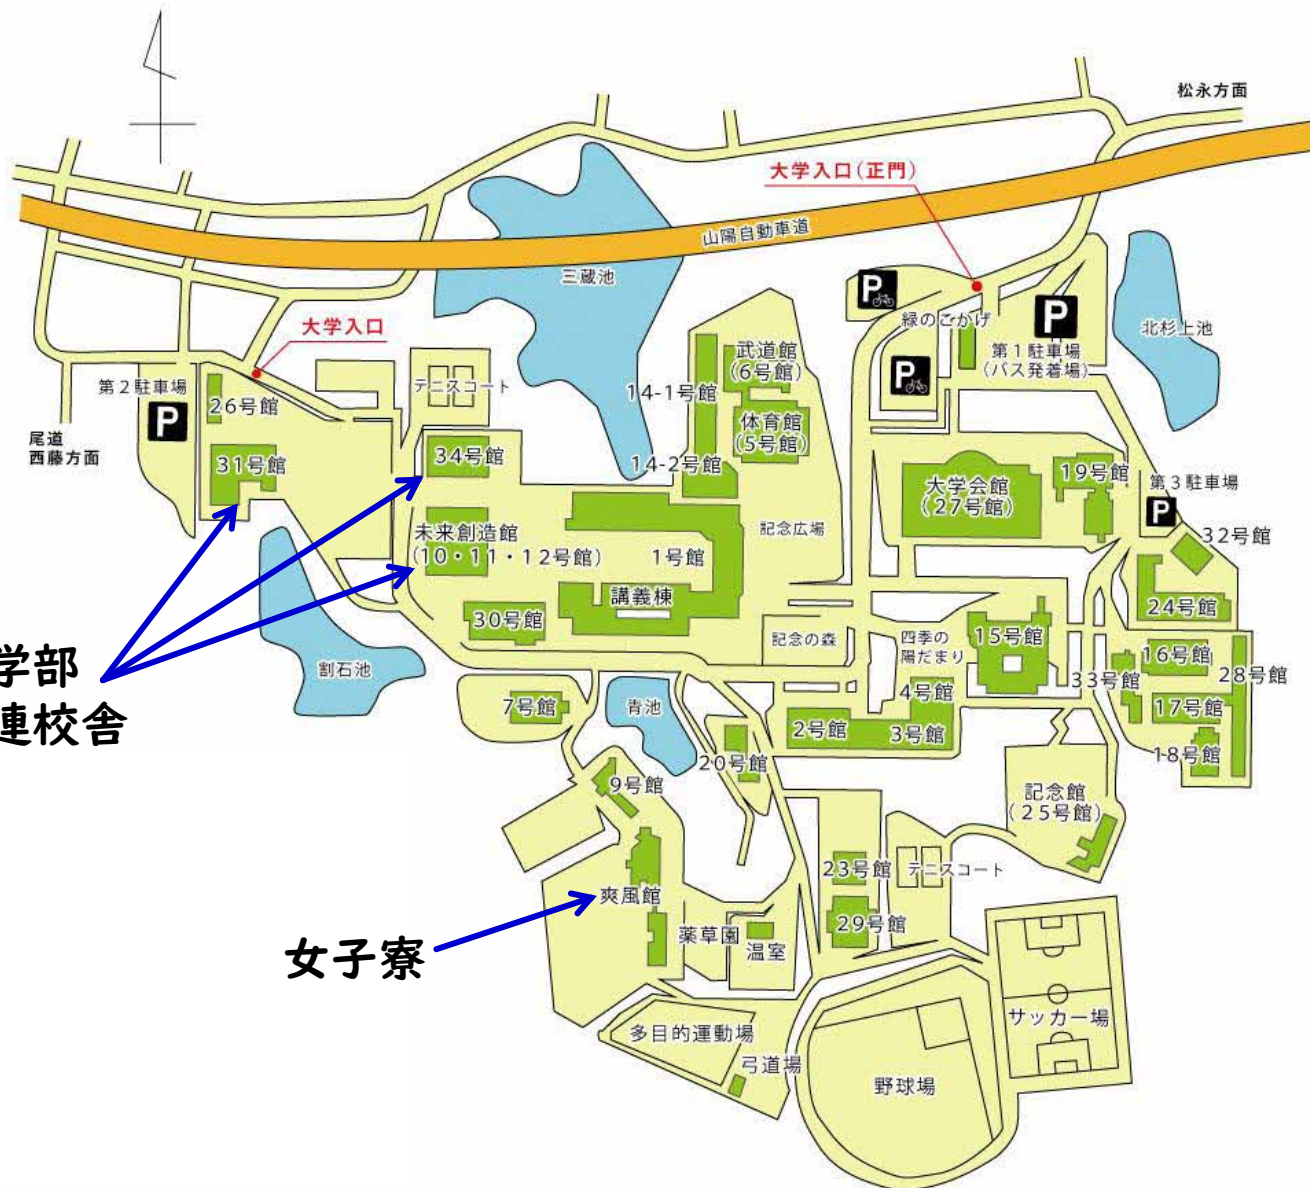 松永方面
大学入口(正門)
山陽自動車道
三蔵池
大学入口
緑のこかげ
第1駐車場
(バス発着場)
北杉上池
P
P
P
第2駐車場
P
尾道
西藤方面
26号館
31号館
テニスコート
34号館
14-1号館
14-2号館
武道館
(6号館)
体育館
(5号館)
大学会館
(27号館)
19号館
第3駐車場
P
32号館
未来創造館
(10・11・12号館)
1号館
講義棟
30号館
記念広場
記念の森
四季の
陽だまり
15号館
24号館
16号館
33号館
28号館
17号館
18号館
学部
連校舎
割石池
7号館
青池
20号館
2号館
4号館
3号館
9号館
記念館
(25号館)
爽風館
女子寮
薬草園
温室
23号館
29号館
テニスコート
多目的運動場
弓道場
野球場
サッカー場